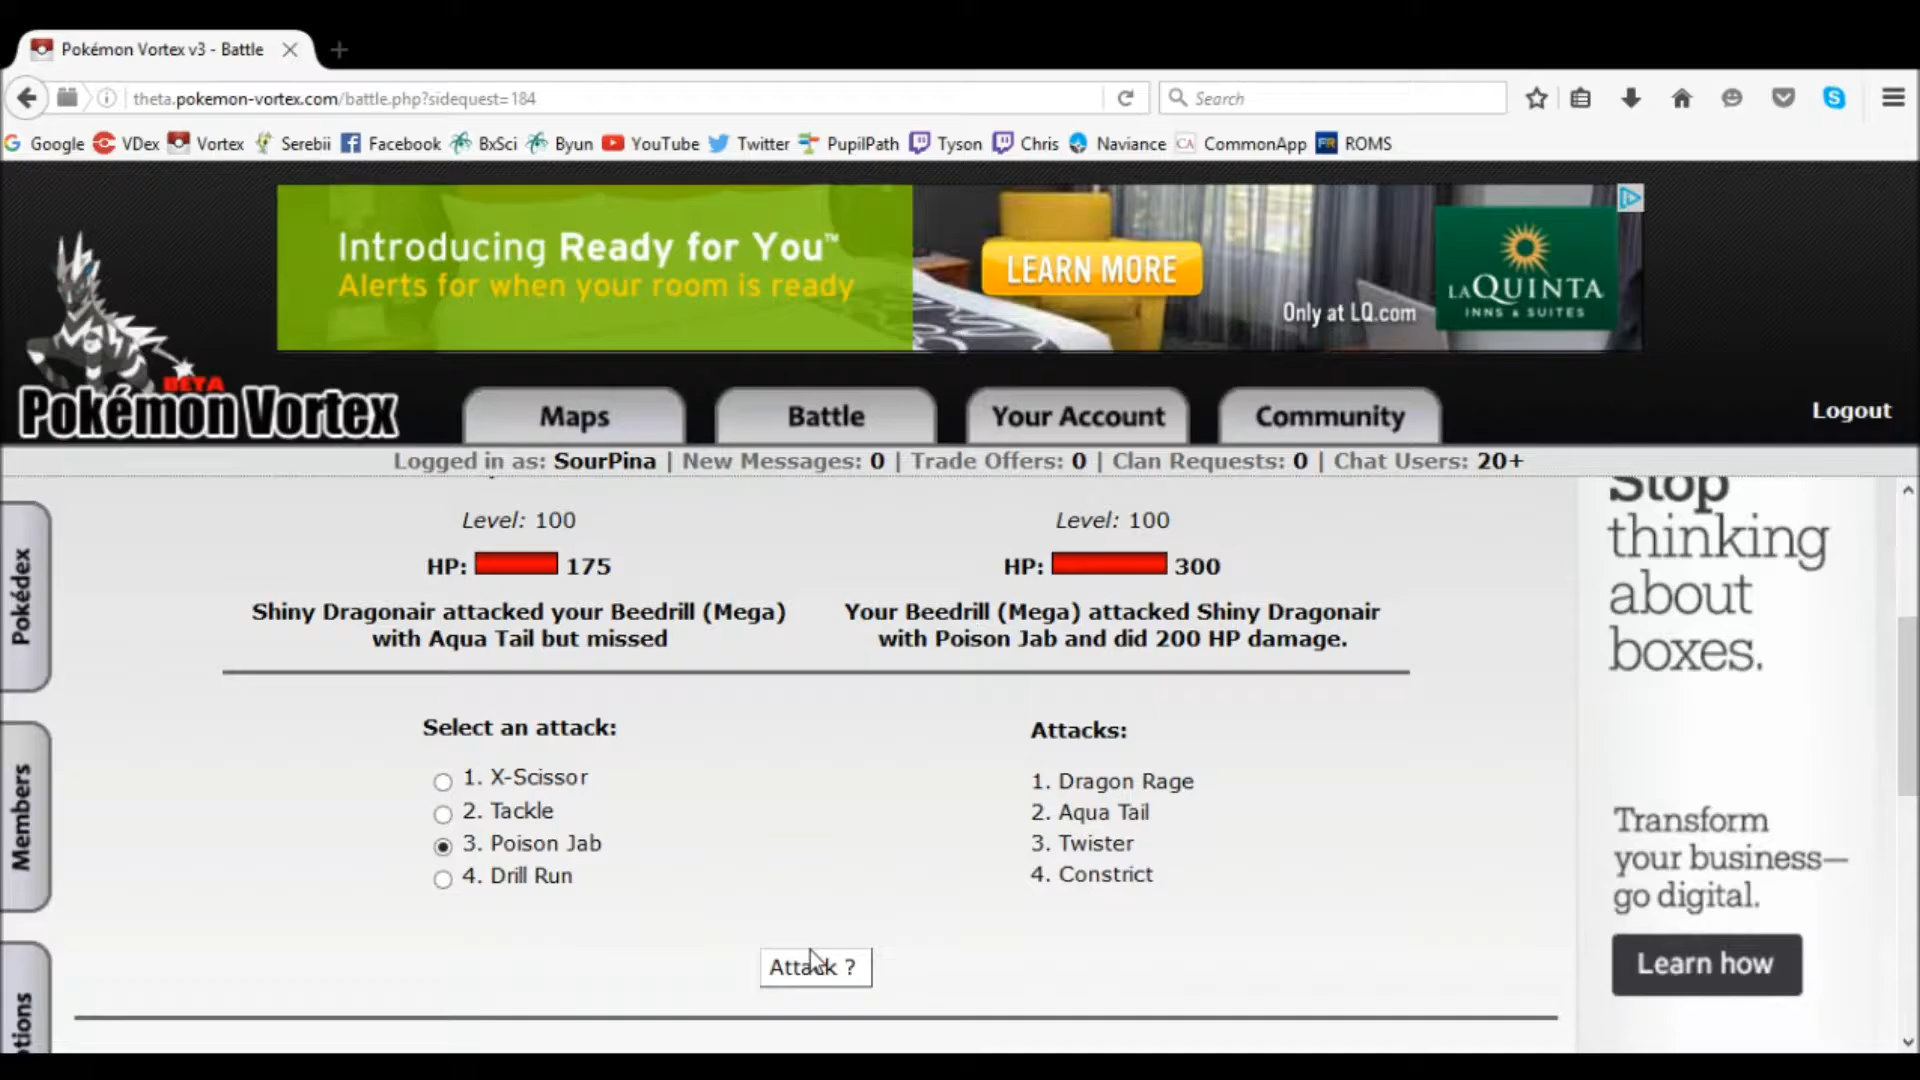 Pokémon Vortex v3 - Battle
theta.pokemon-vortex.com/battle.php?sidequest=184
Search
Google VDex Vortex Serebii Facebook BxSci Byun YouTube Twitter PupilPath Tyson Chris Naviance CA CommonApp FR ROMS
Introducing Ready for You™
Alerts for when your room is ready
LEARN MORE
Only at LQ.com
LAQUINTA
INNS & SUITES
BETA
Pokémon Vortex
Maps
Battle
Your Account
Community
Logout
Logged in as: SourPina | New Messages: 0 | Trade Offers: 0 | Clan Requests: 0 | Chat Users: 20+
Pokédex
Members
tions
Level: 100
HP: 175
Shiny Dragonair attacked your Beedrill (Mega)
with Aqua Tail but missed
Level: 100
HP: 300
Your Beedrill (Mega) attacked Shiny Dragonair
with Poison Jab and did 200 HP damage.
Select an attack:
1. X-Scissor
2. Tackle
3. Poison Jab
4. Drill Run
Attacks:
1. Dragon Rage
2. Aqua Tail
3. Twister
4. Constrict
Attack ?
Stop
thinking
about
boxes.
Transform
your business—
go digital.
Learn how